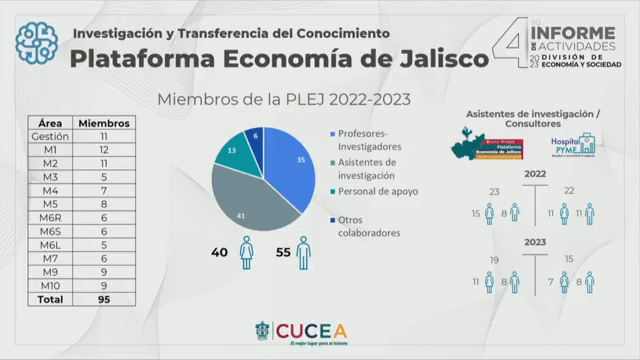 Investigación y Transferencia del Conocimiento
Plataforma Economía de Jalisco
4
TO
INFORME
DE ACTIVIDADES
2023
DIVISIÓN DE
ECONOMÍA Y SOCIEDAD
Miembros de la PLEJ 2022-2023
Área Miembros
Gestión 11
M1 12
M2 11
M3 5
M4 7
M5 8
M6R 6
M6S 6
M6L 5
M7 6
M9 9
M10 9
Total 95
6
13
35
41
Profesores-
Investigadores
Asistentes de
investigación
Personal de apoyo
Otros
colaboradores
40 55
Asistentes de investigación /
Consultores
Plataforma
Economía de Jalisco
Hospital
PYME
2022
23 22
15 8 11 11
2023
19 15
11 8 7 8
CUCEA
El mejor lugar para el talento